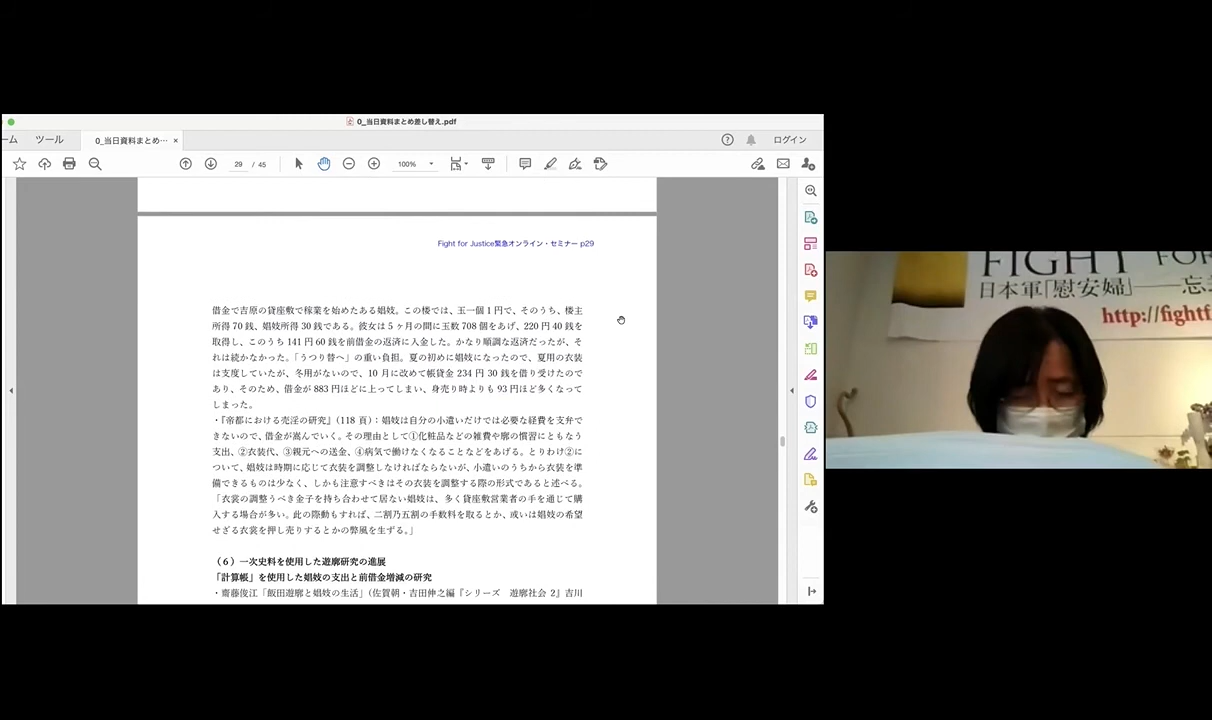 0_当日資料まとめ差し替え.pdf
ーム ツール 0_当日資料まとめ… × ログイン
29 / 45 100%
Fight for Justice緊急オンライン・セミナー p29
借金で吉原の貸座敷で稼業を始めたある娼妓。この楼では、玉一個 1 円で、そのうち、楼主
所得 70 銭、娼妓所得 30 銭である。彼女は 5 ヶ月の間に玉数 708 個をあげ、220 円 40 銭を
取得し、このうち 141 円 60 銭を前借金の返済に入金した。かなり順調な返済だったが、そ
れは続かなかった。「うつり替へ」の重い負担。夏の初めに娼妓になったので、夏用の衣装
は支度していたが、冬用がないので、10 月に改めて帳貸金 234 円 30 銭を借り受けたので
あり、そのため、借金が 883 円ほどに上ってしまい、身売り時よりも 93 円ほど多くなって
しまった。
・『帝都における売淫の研究』(118 頁)：娼妓は自分の小遣いだけでは必要な経費を支弁で
きないので、借金が嵩んでいく。その理由として①化粧品などの雑費や廓の慣習にともなう
支出、②衣装代、③親元への送金、④病気で働けなくなることなどをあげる。とりわけ②に
ついて、娼妓は時期に応じて衣装を調整しなければならないが、小遣いのうちから衣装を準
備できるものは少なく、しかも注意すべきはその衣装を調整する際の形式であると述べる。
「衣裳の調整うべき金子を持ち合わせて居ない娼妓は、多く貸座敷営業者の手を通じて購
入する場合が多い。此の際動もすれば、二割乃五割の手数料を取るとか、或いは娼妓の希望
せざる衣裳を押し売りするとかの弊風を生ずる。」
（6）一次史料を使用した遊廓研究の進展
「計算帳」を使用した娼妓の支出と前借金増減の研究
・齋藤俊江「飯田遊廓と娼妓の生活」(佐賀朝・吉田伸之編『シリーズ　遊廓社会 2』吉川
FIGHT FOR
日本軍「慰安婦」――忘
http://fightf